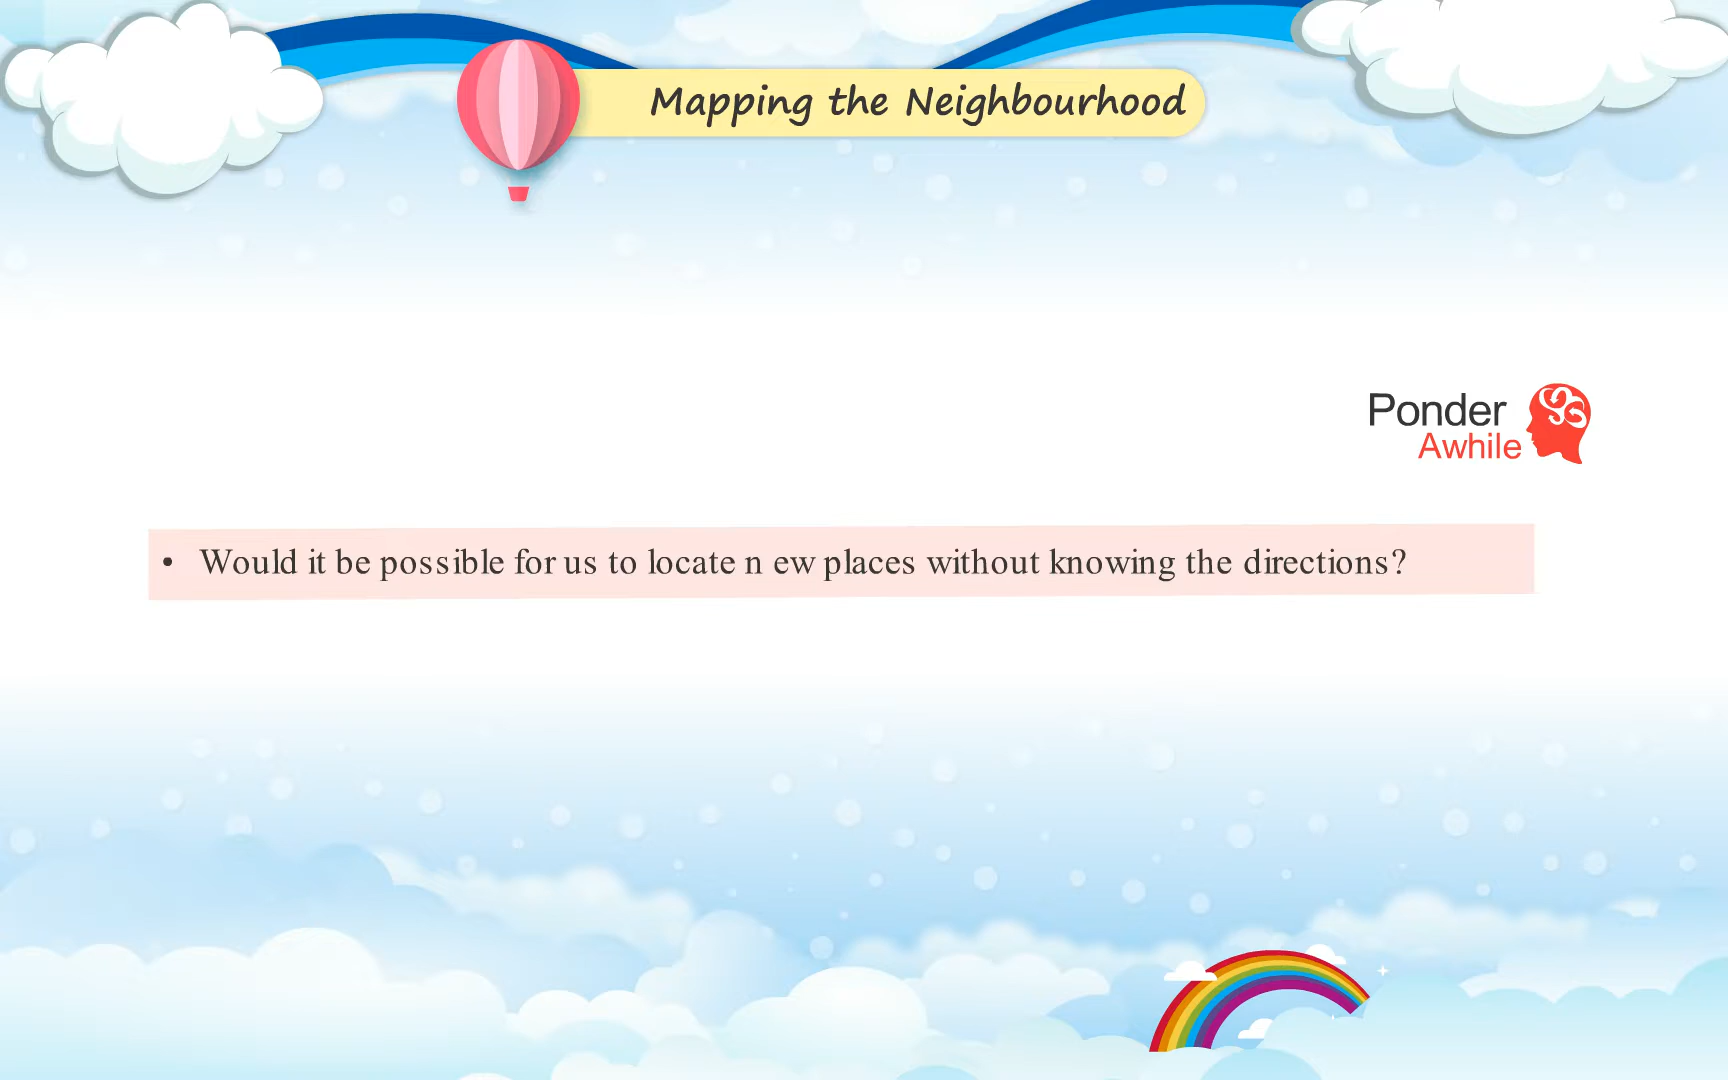 Mapping the Neighbourhood
Ponder
Awhile
• Would it be possible for us to locate n ew places without knowing the directions?